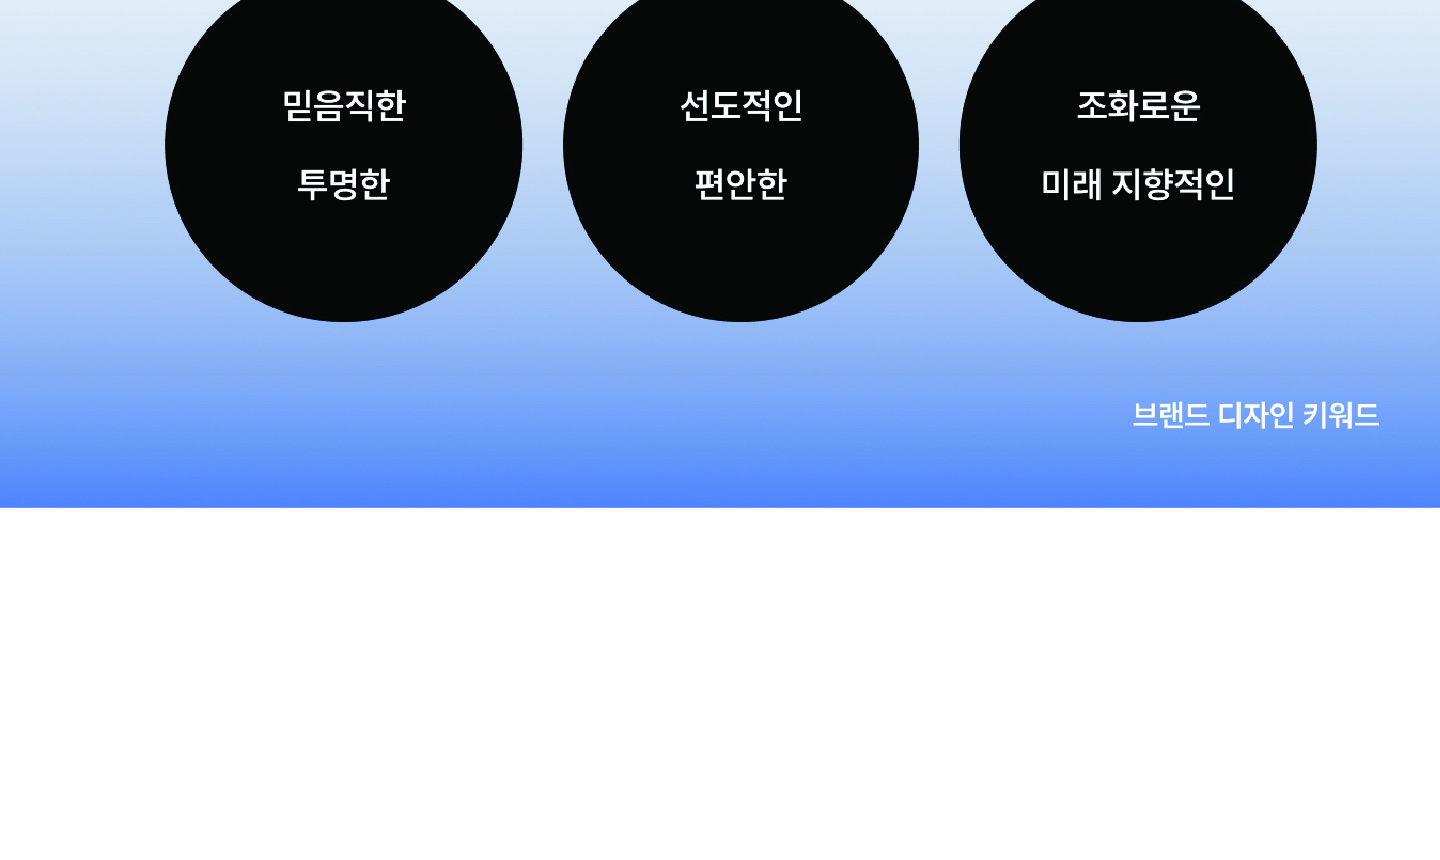 믿음직한
투명한
선도적인
편안한
조화로운
미래 지향적인
브랜드 디자인 키워드